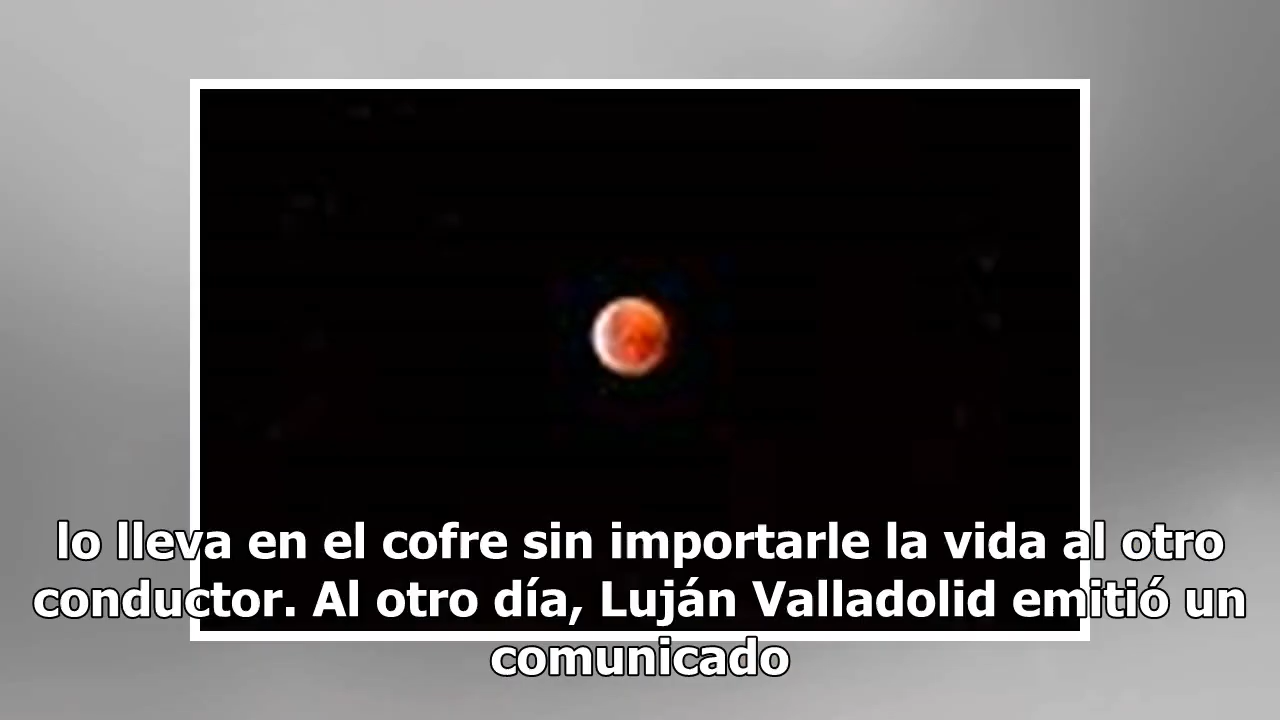 lo lleva en el cofre sin importarle la vida al otro
conductor. Al otro día, Luján Valladolid emitió un
comunicado